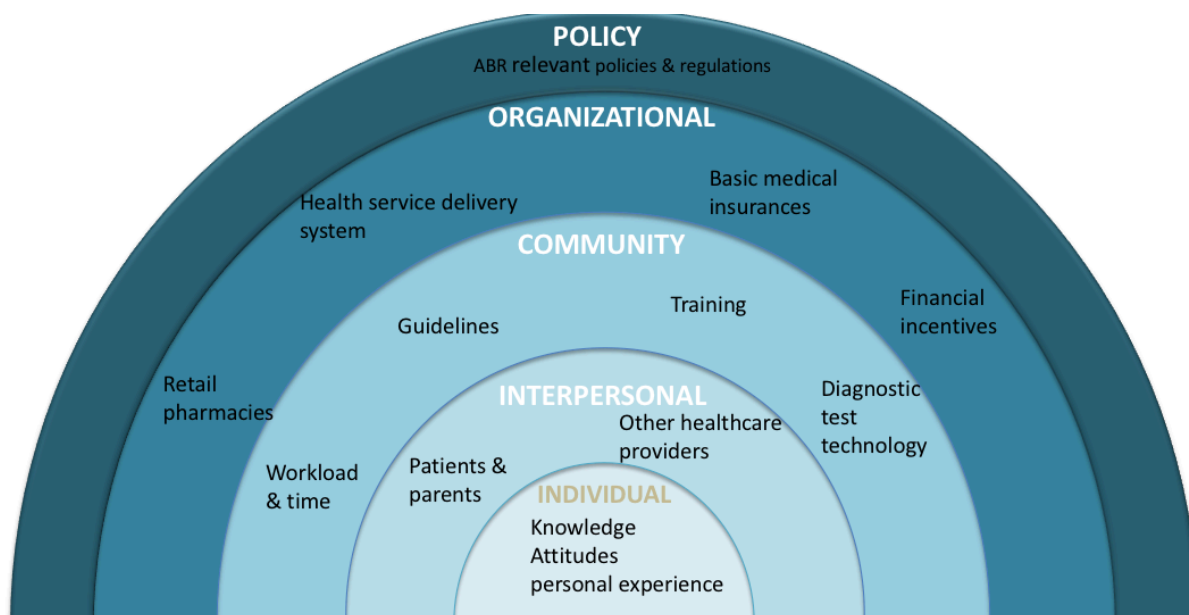 POLICY
ABR relevant policies & regulations
ORGANIZATIONAL
Health service delivery
system
Basic medical
insurances
COMMUNITY
Guidelines
Training
Financial
incentives
Retail
pharmacies
INTERPERSONAL
Other healthcare
providers
Diagnostic
test
technology
Workload
& time
Patients &
parents
INDIVIDUAL
Knowledge
Attitudes
personal experience